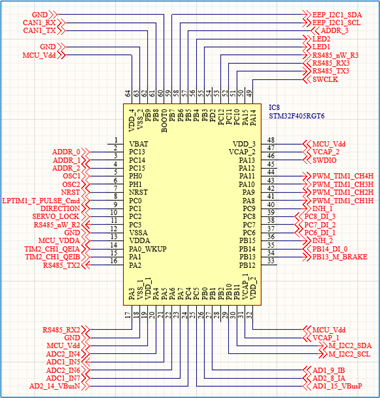 GND
CAN1_RX
CAN1_TX
GND
MCU_Vdd
EEP_I2C1_SDA
EEP_I2C1_SCL
ADDR_3
LED2
LED1
RS485_nW_R3
RS485_RX3
RS485_TX3
SWCLK
64 63 62 61 60 59 58 57 56 55 54 53 52 51 50 49
VDD_4
VSS_2
PB9
PB8
BOOT0
PB7
PB6
PB5
PB4
PB3
PD2
PC12
PC11
PC10
PA15
PA14
IC8
STM32F405RGT6
1 VBAT
ADDR_0 2 PC13
ADDR_1 3 PC14
ADDR_2 4 PC15
OSC1 5 PH0
OSC2 6 PH1
NRST 7 NRST
LPTIM1_T_PULSE_Cmd 8 PC0
DIRECTION 9 PC1
SERVO_LOCK 10 PC2
RS485_nW_R2 11 PC3
GND 12 VSSA
MCU_VDDA 13 VDDA
TIM2_CH1_QEIA 14 PA0_WKUP
TIM2_CH1_QEIB 15 PA1
RS485_TX2 16 PA2
VDD_3 48 MCU_Vdd
VCAP_2 47 VCAP_2
PA13 46 SWDIO
PA12 45
PA11 44 PWM_TIM1_CH4H
PA10 43 PWM_TIM1_CH3H
PA9 42 PWM_TIM1_CH2H
PA8 41 PWM_TIM1_CH1H
PC9 40 INH_1
PC8 39 PC8_DI_3
PC7 38 PC7_DI_2
PC6 37 PC6_DI_1
PB15 36 INH_2
PB14 35 PB14_DI_0
PB13 34 PB13_M_BRAKE
PB12 33
PA3
VSS_1
VDD_1
PA4
PA5
PA6
PA7
PC4
PC5
PB0
PB1
PB2
PB10
PB11
VCAP_1
VDD_2
17 18 19 20 21 22 23 24 25 26 27 28 29 30 31 32
RS485_RX2
GND
MCU_Vdd
ADC2_IN4
ADC1_IN5
ADC2_IN6
ADC1_IN7
AD2_14_VBusN
MCU_Vdd
VCAP_1
M_I2C2_SDA
M_I2C2_SCL
AD1_9_IB
AD2_8_IA
AD1_15_VBusP